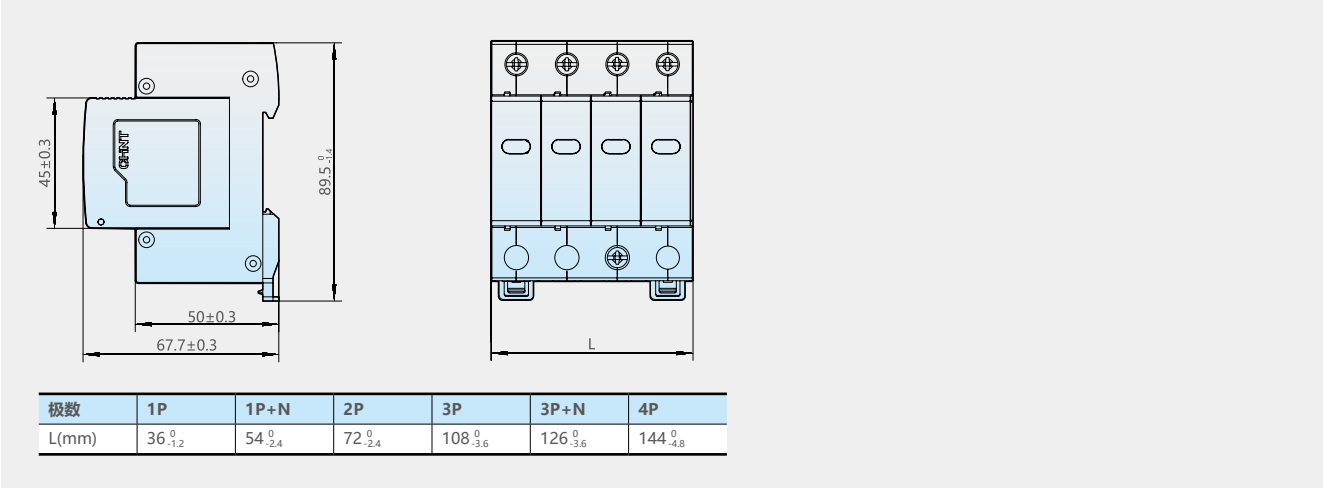 CHNT
45±0.3
89.5 0 -1.4
50±0.3
67.7±0.3
L
极数 1P 1P+N 2P 3P 3P+N 4P
L(mm) 36 0 -1.2 54 0 -2.4 72 0 -2.4 108 0 -3.6 126 0 -3.6 144 0 -4.8